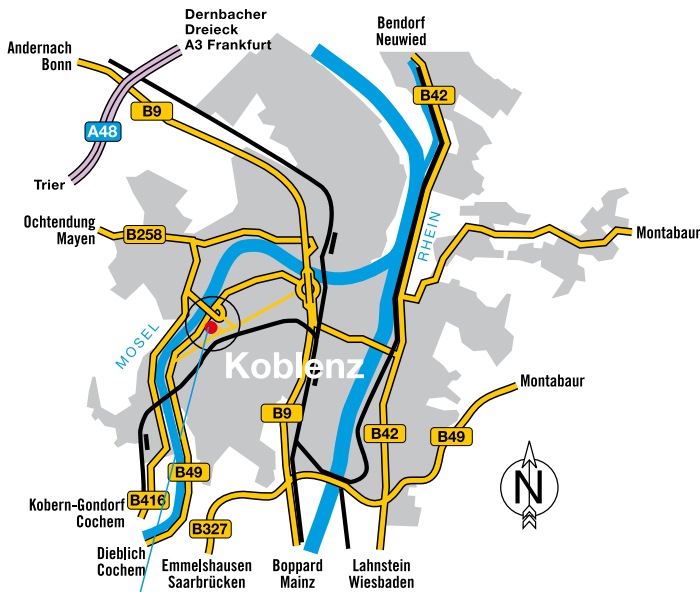 Dernbacher
Dreieck
A3 Frankfurt
Bendorf
Neuwied
Andernach
Bonn
B42
B9
A48
Trier
Ochtendung
Mayen
B258
RHEIN
Montabaur
MOSEL
Koblenz
Montabaur
B9
B42
B49
B49
B416
N
Kobern-Gondorf
Cochem
B327
Dieblich
Cochem
Emmelshausen
Saarbrücken
Boppard
Mainz
Lahnstein
Wiesbaden